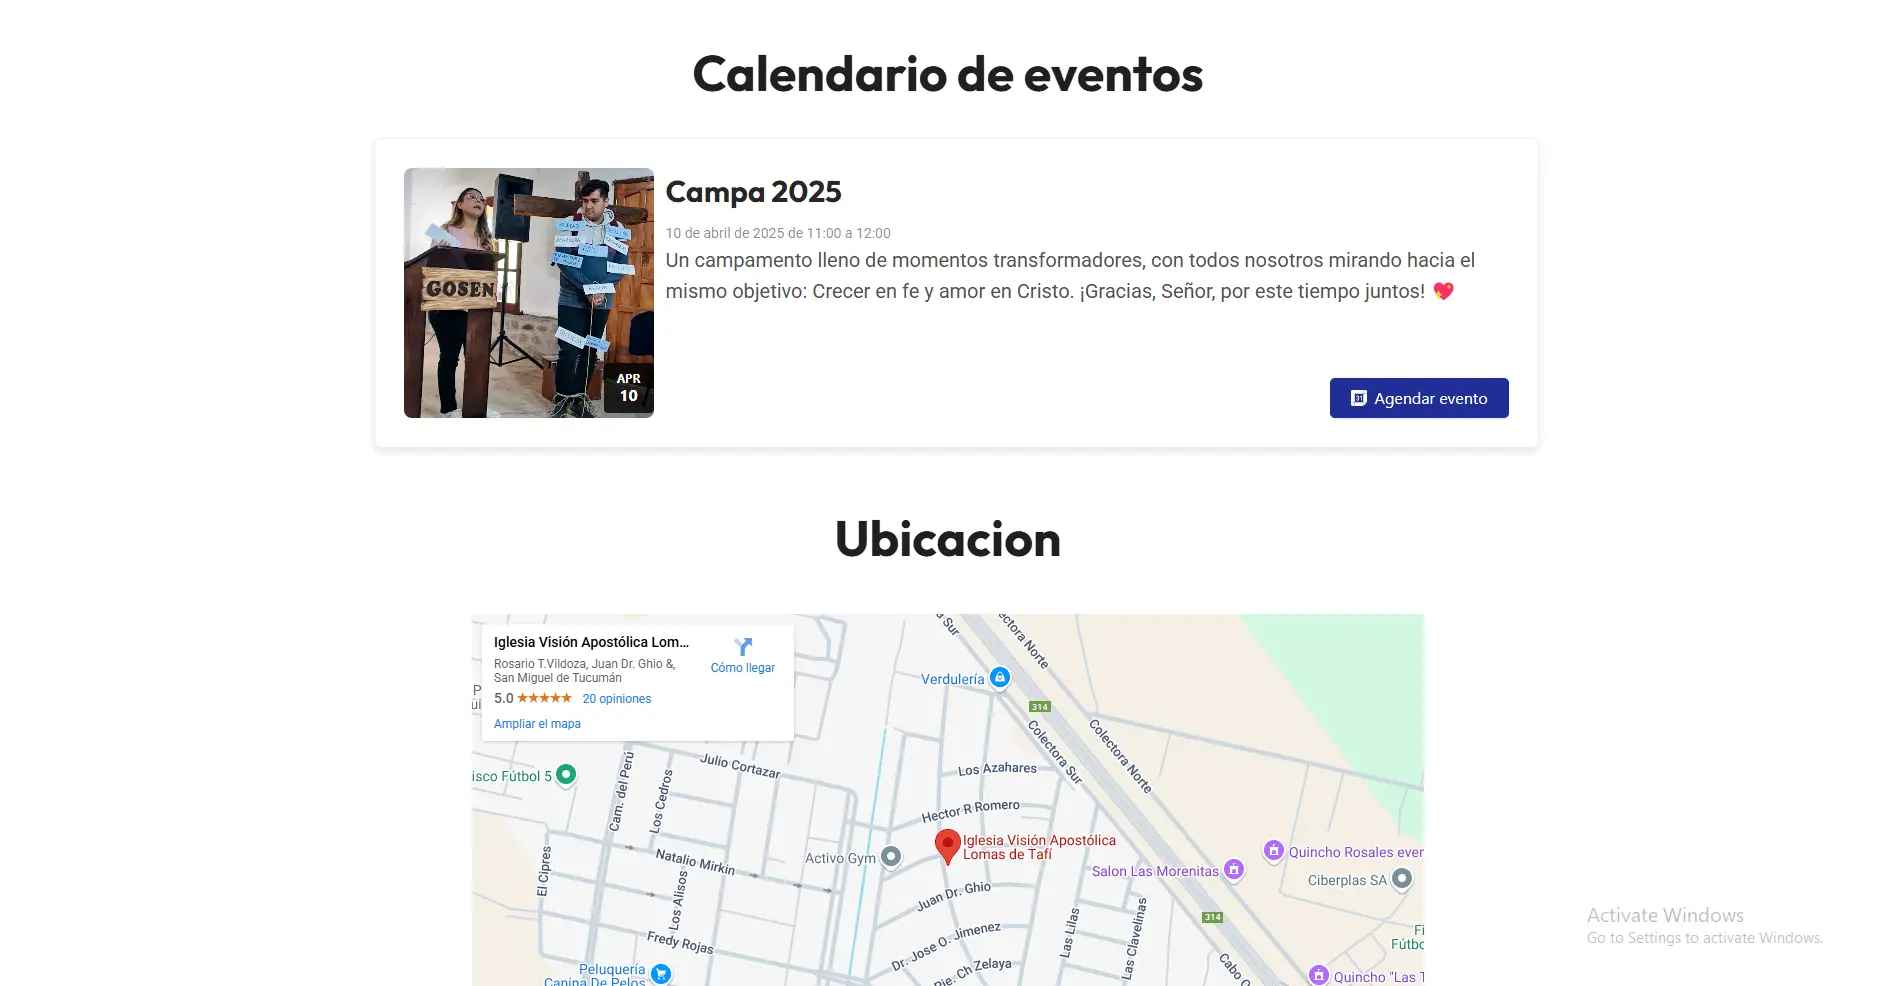 Calendario de eventos
GOSEN
APR
10
Campa 2025
10 de abril de 2025 de 11:00 a 12:00
Un campamento lleno de momentos transformadores, con todos nosotros mirando hacia el
mismo objetivo: Crecer en fe y amor en Cristo. ¡Gracias, Señor, por este tiempo juntos! 💖
31 Agendar evento
Ubicacion
Iglesia Visión Apostólica Lom...
Rosario T.Vildoza, Juan Dr. Ghio &,
San Miguel de Tucumán
5.0 ★★★★★ 20 opiniones
Ampliar el mapa
Cómo llegar
a Sur
ectora Norte
Verdulería
314
Colectora Sur
Colectora Norte
isco Fútbol 5
Cam. del Perú
Los Cedros
Julio Cortazar
Los Azahares
Hector R Romero
Iglesia Visión Apostólica
Lomas de Tafí
Activo Gym
Natalio Mirkin
El Cipres
Los Alisos
Juan Dr. Ghio
Salon Las Morenitas
Quincho Rosales ever
Ciberplas SA
314
Fredy Rojas
Dr. Jose O. Jimenez
Las Lilas
Las Clavelinas
Fi
Fútbo
Peluquería
Canina De Pelos
Pie. Ch Zelaya
Cabo
Quincho "Las T
Activate Windows
Go to Settings to activate Windows.